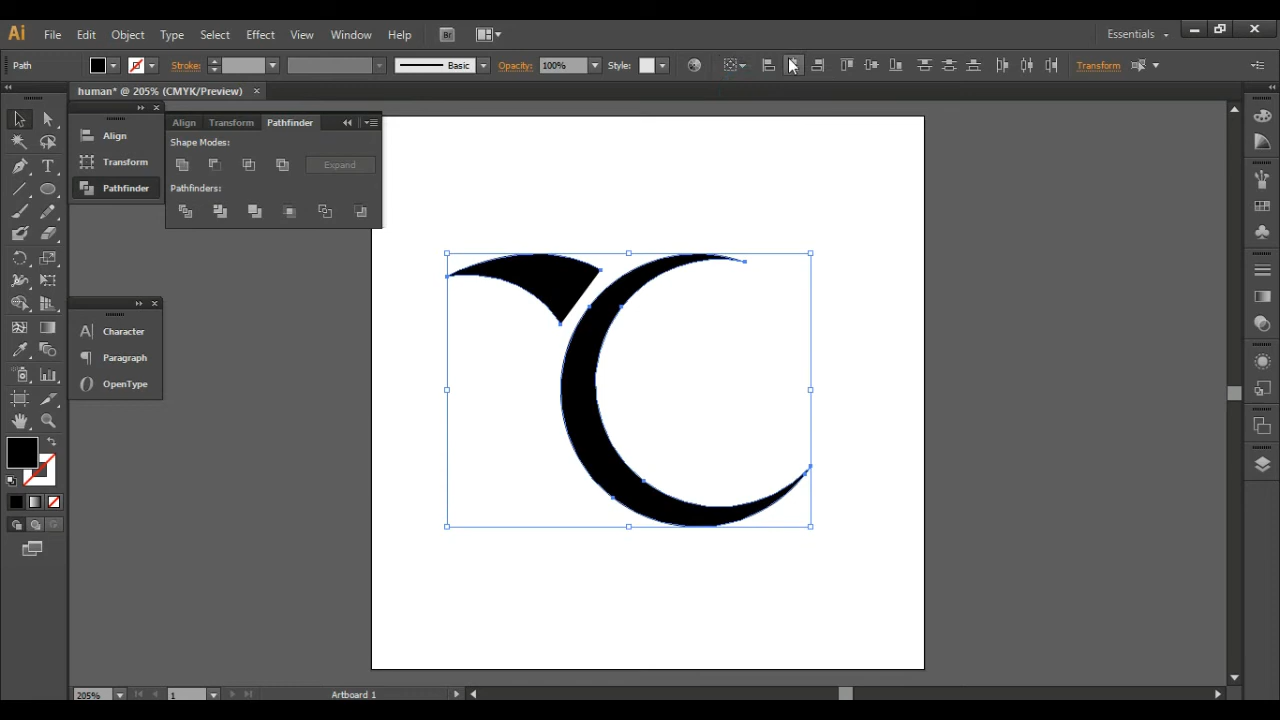 Ai File Edit Object Type Select Effect View Window Help Br Essentials
Path Stroke: Basic Opacity: 100% Style: Transform
human* @ 205% (CMYK/Preview)
Align
Transform
Pathfinder
Align Transform Pathfinder
Shape Modes:
Expand
Pathfinders:
Character
Paragraph
OpenType
205% 1 Artboard 1